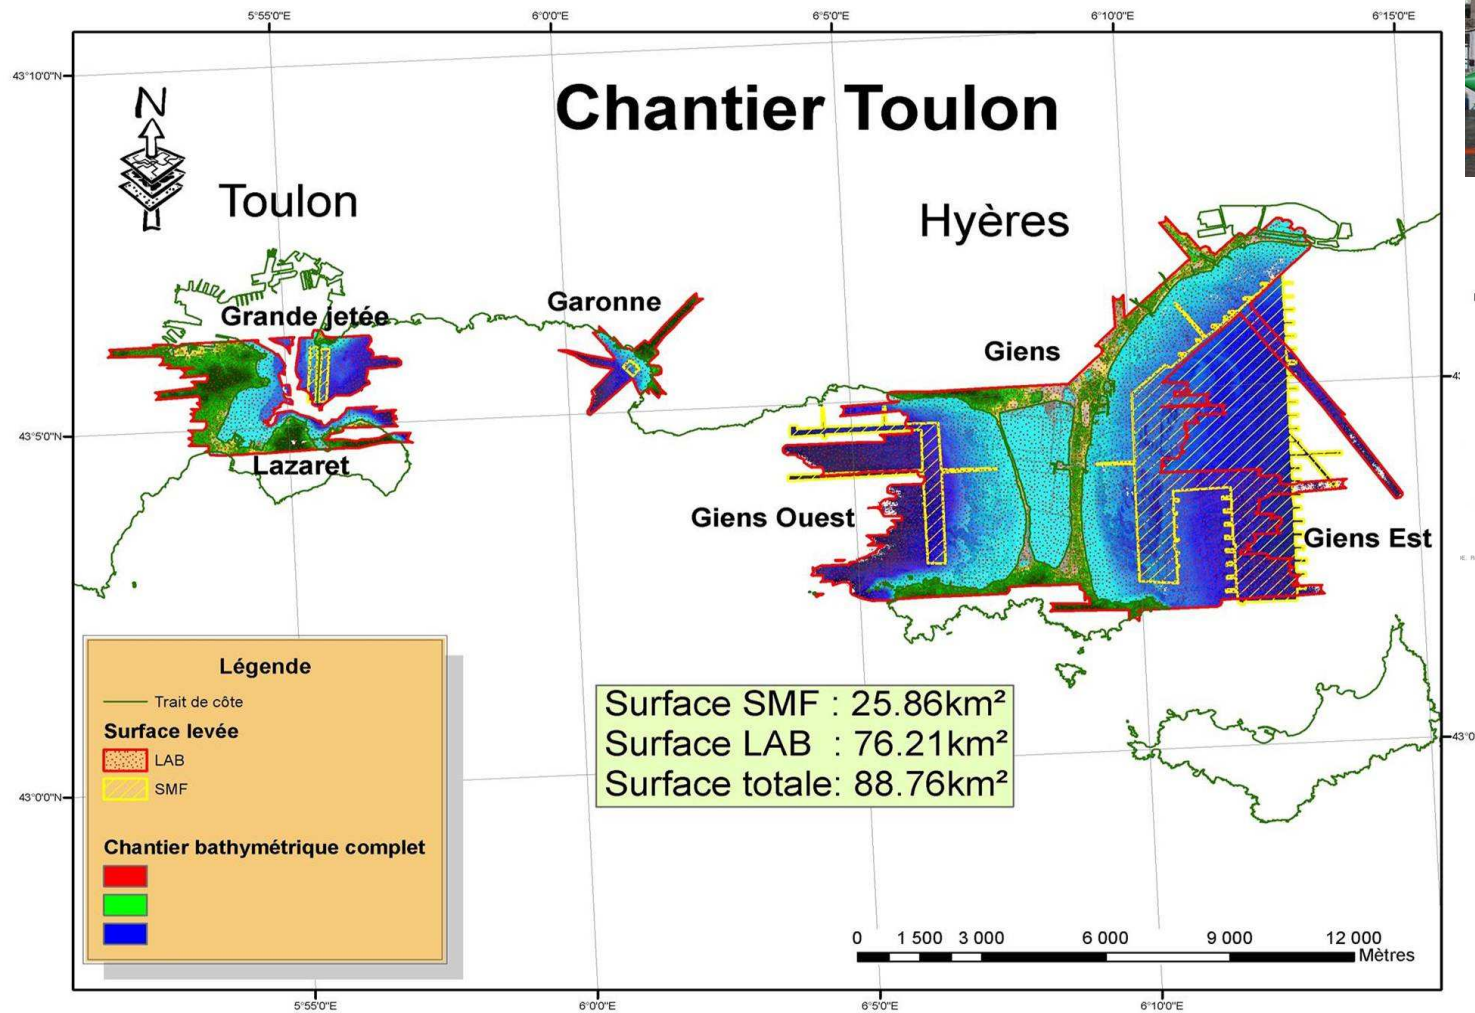 5°55'0"E
6°0'0"E
6°5'0"E
6°10'0"E
6°15'0"E
43°10'0"N
N
Chantier Toulon
Toulon
Hyères
Garonne
Grande jetée
Giens
43°5'0"N
Lazaret
Giens Ouest
Giens Est
Légende
Trait de côte
Surface levée
LAB
SMF
Chantier bathymétrique complet
Surface SMF : 25.86km²
Surface LAB : 76.21km²
Surface totale: 88.76km²
43°0'0"N
0 1 500 3 000 6 000 9 000 12 000
Mètres
5°55'0"E
6°0'0"E
6°5'0"E
6°10'0"E